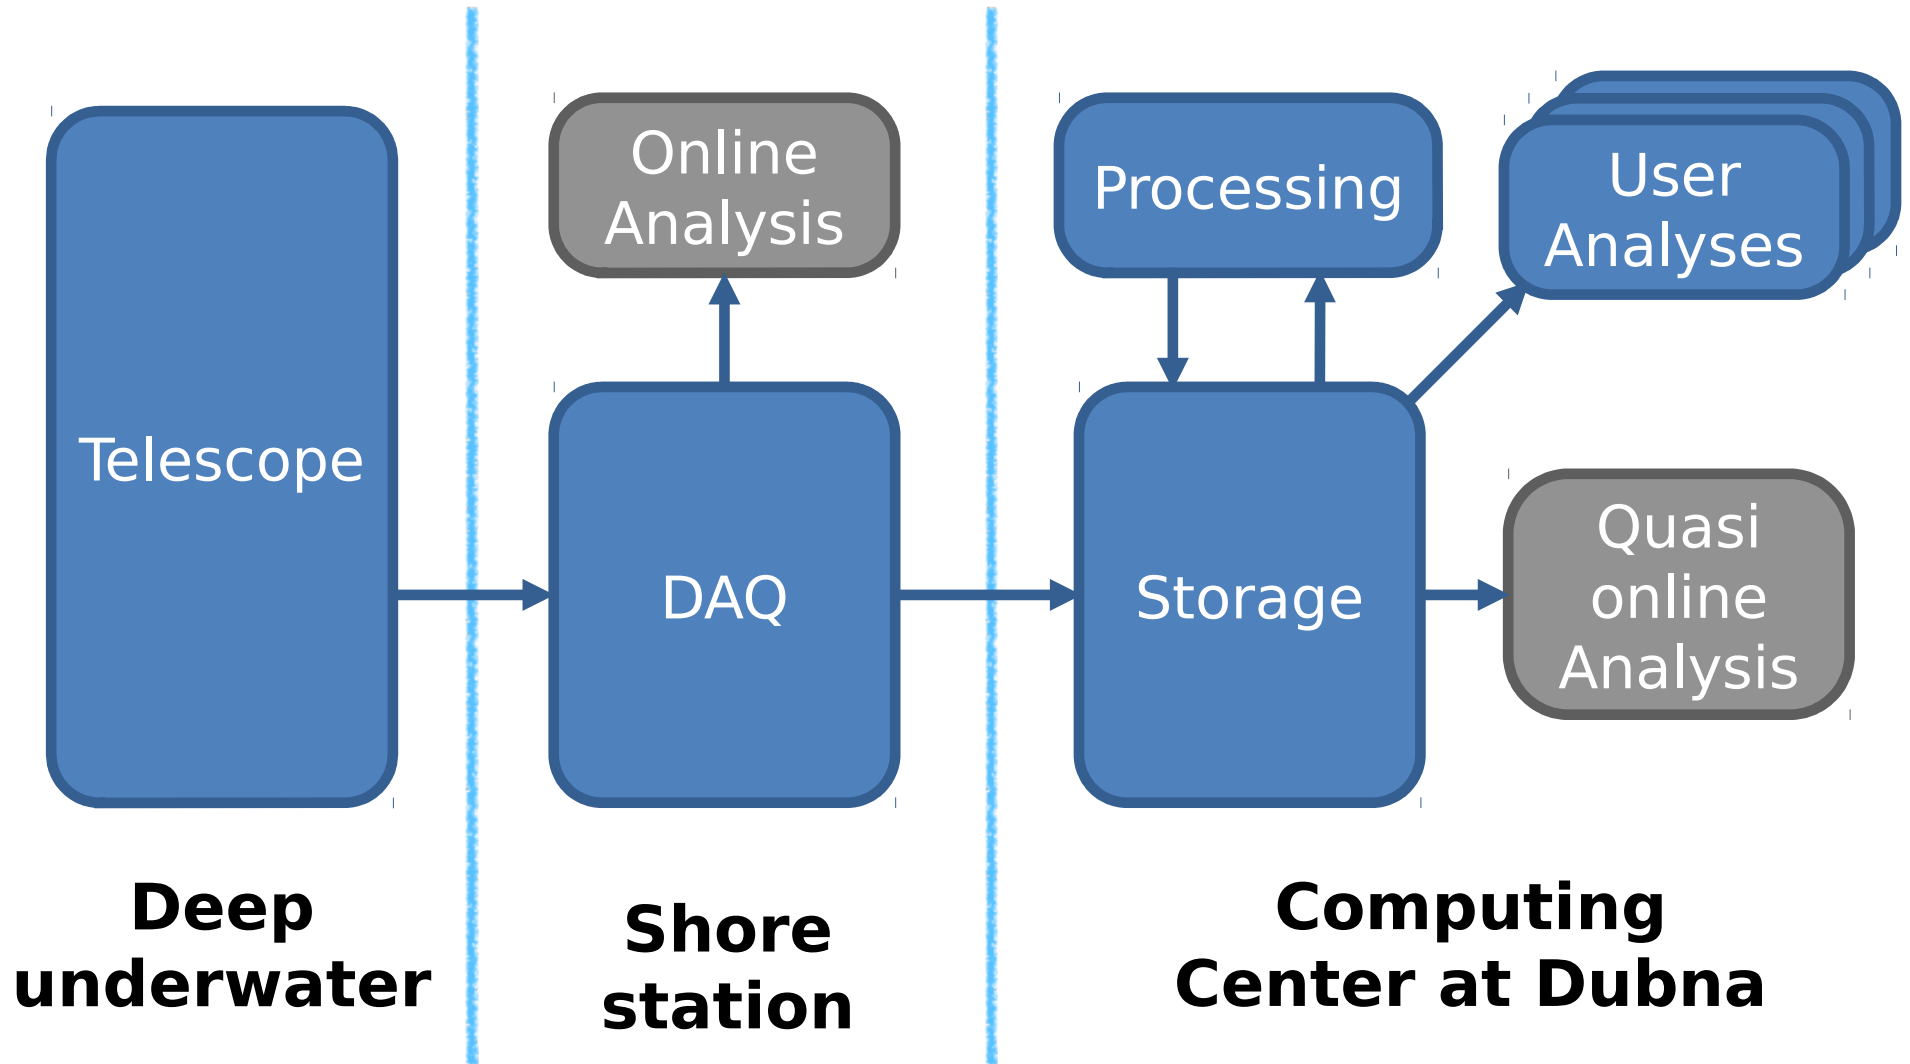 Telescope
Online
Analysis
DAQ
Processing
User
Analyses
Storage
Quasi
online
Analysis
Deep
underwater
Shore
station
Computing
Center at Dubna